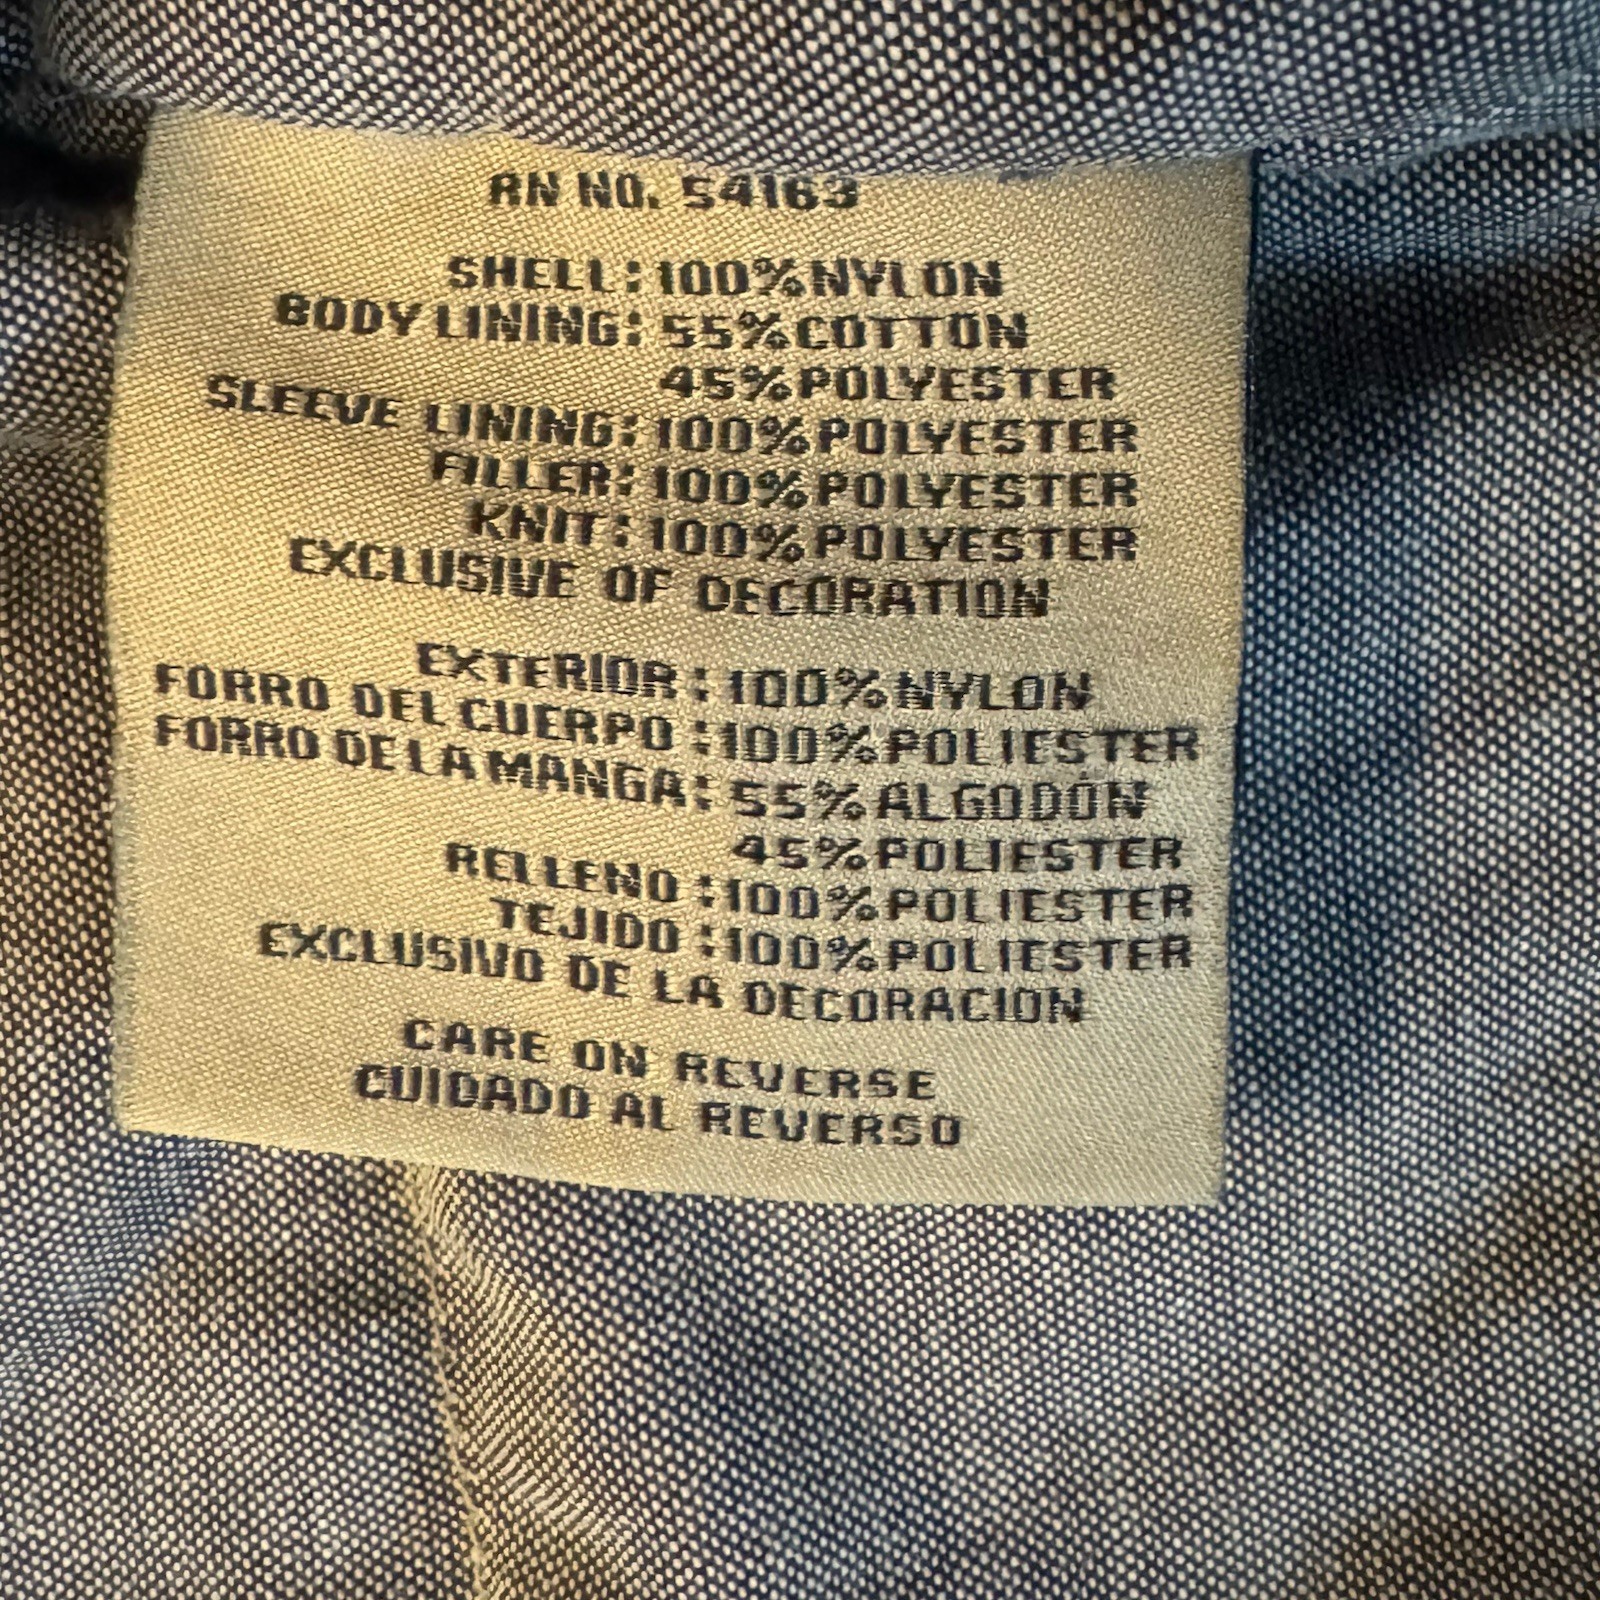 RN NO. 54163
SHELL: 100% NYLON
BODY LINING: 55% COTTON
45% POLYESTER
SLEEVE LINING: 100% POLYESTER
FILLER: 100% POLYESTER
KNIT: 100% POLYESTER
EXCLUSIVE OF DECORATION
EXTERIOR: 100% NYLON
FORRO DEL CUERPO: 100% POLIESTER
FORRO DE LA MANGA: 55% ALGODÓN
45% POLIESTER
RELLENO: 100% POLIESTER
TEJIDO: 100% POLIESTER
EXCLUSIVO DE LA DECORACION
CARE ON REVERSE
CUIDADO AL REVERSO